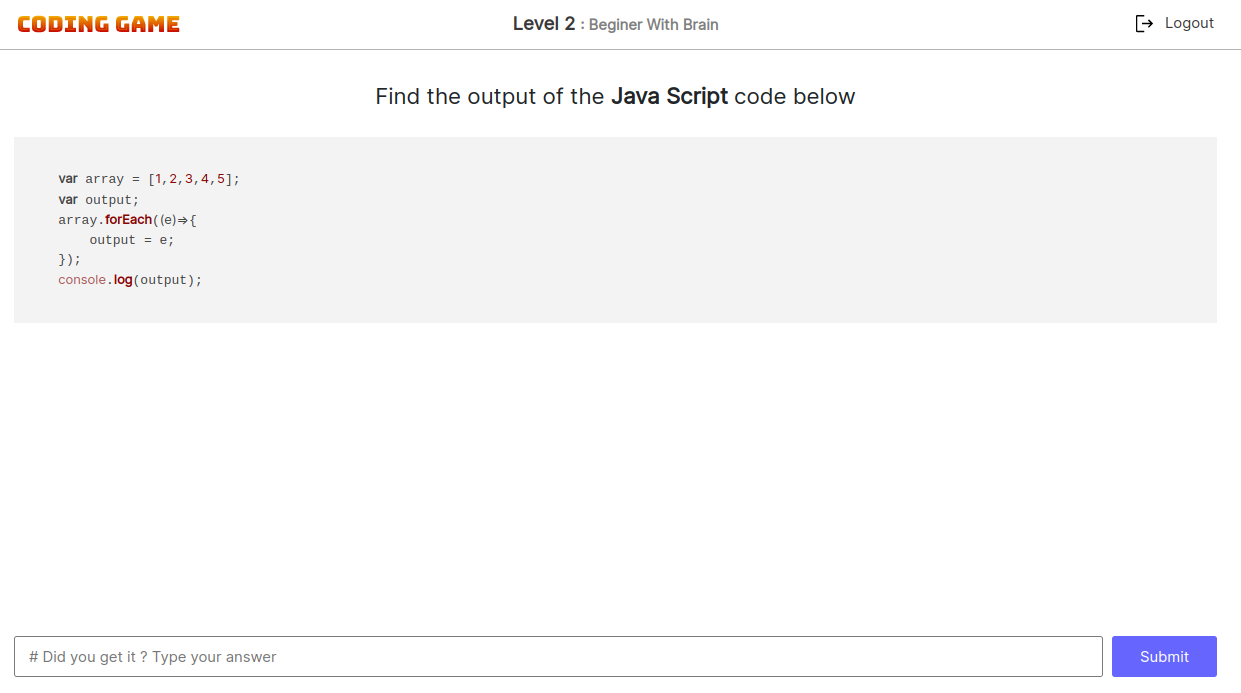 CODING GAME
Level 2 : Beginer With Brain
Logout
Find the output of the Java Script code below
var array = [1,2,3,4,5];
var output;
array.forEach((e)=>{
    output = e;
});
console.log(output);
# Did you get it ? Type your answer
Submit